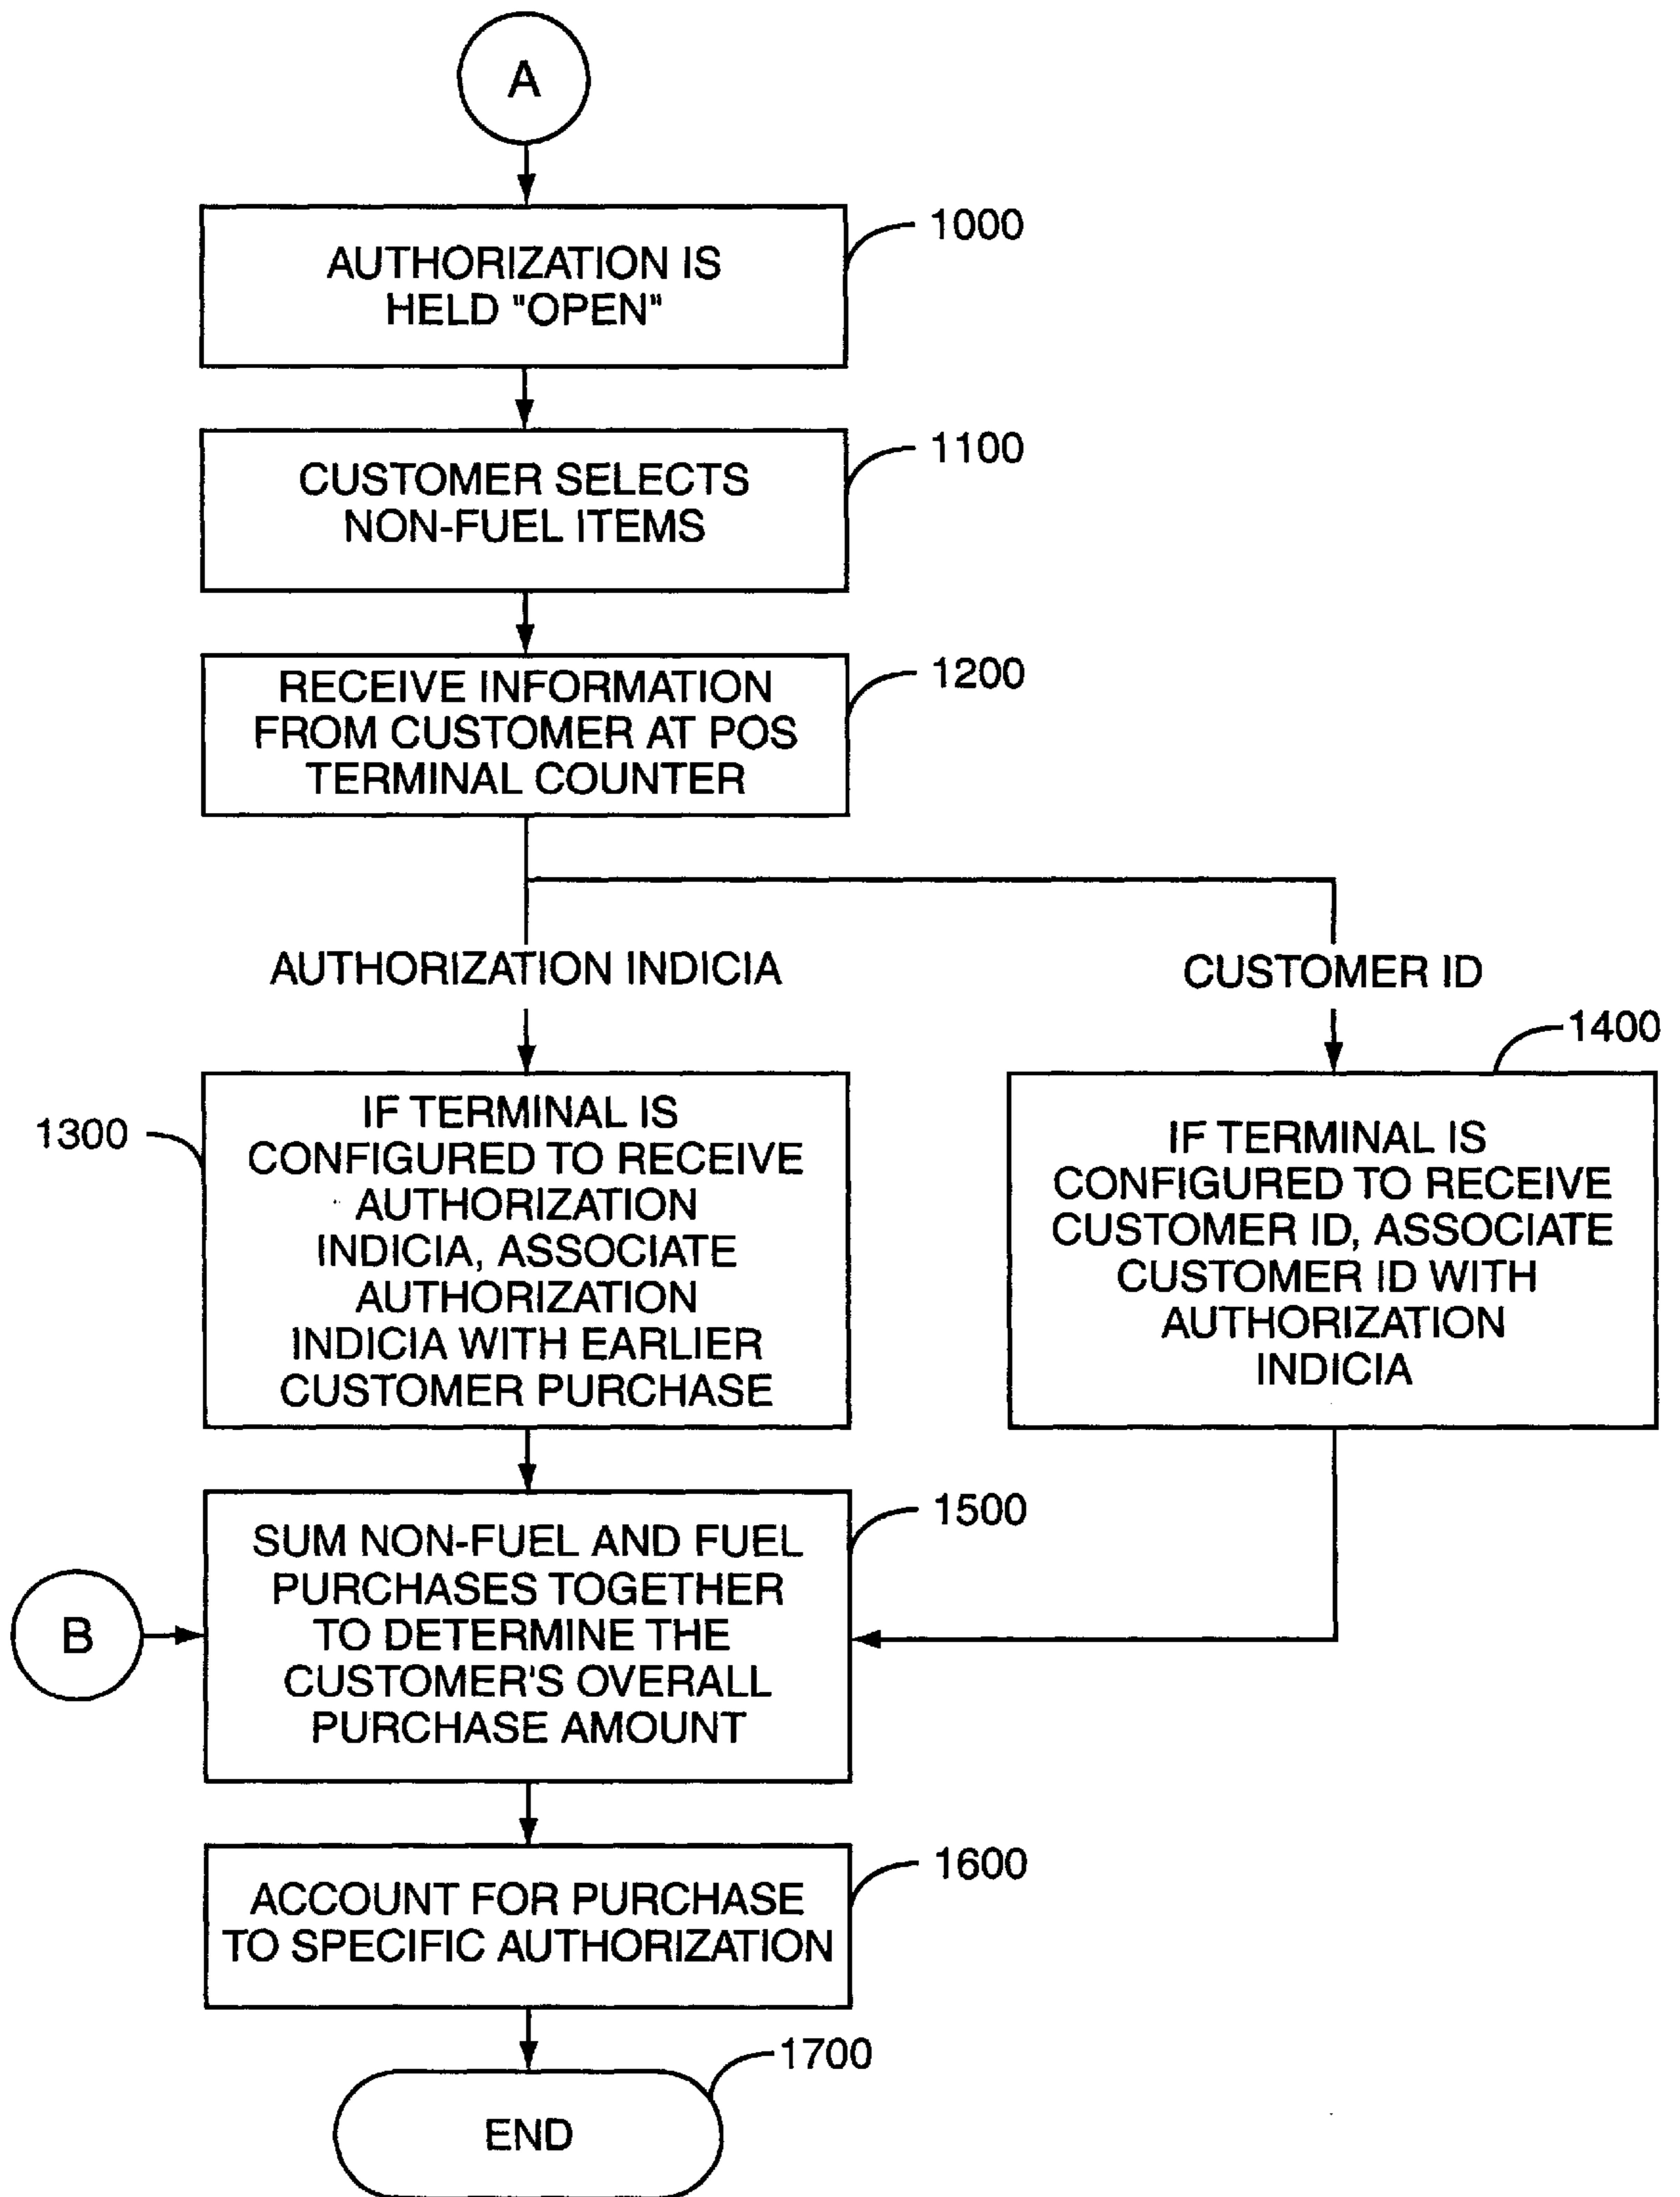 A
1000
AUTHORIZATION IS
HELD "OPEN"
1100
CUSTOMER SELECTS
NON-FUEL ITEMS
1200
RECEIVE INFORMATION
FROM CUSTOMER AT POS
TERMINAL COUNTER
AUTHORIZATION INDICIA
CUSTOMER ID
1300
IF TERMINAL IS
CONFIGURED TO RECEIVE
AUTHORIZATION
INDICIA, ASSOCIATE
AUTHORIZATION
INDICIA WITH EARLIER
CUSTOMER PURCHASE
1400
IF TERMINAL IS
CONFIGURED TO RECEIVE
CUSTOMER ID, ASSOCIATE
CUSTOMER ID WITH
AUTHORIZATION
INDICIA
B
1500
SUM NON-FUEL AND FUEL
PURCHASES TOGETHER
TO DETERMINE THE
CUSTOMER'S OVERALL
PURCHASE AMOUNT
1600
ACCOUNT FOR PURCHASE
TO SPECIFIC AUTHORIZATION
1700
END